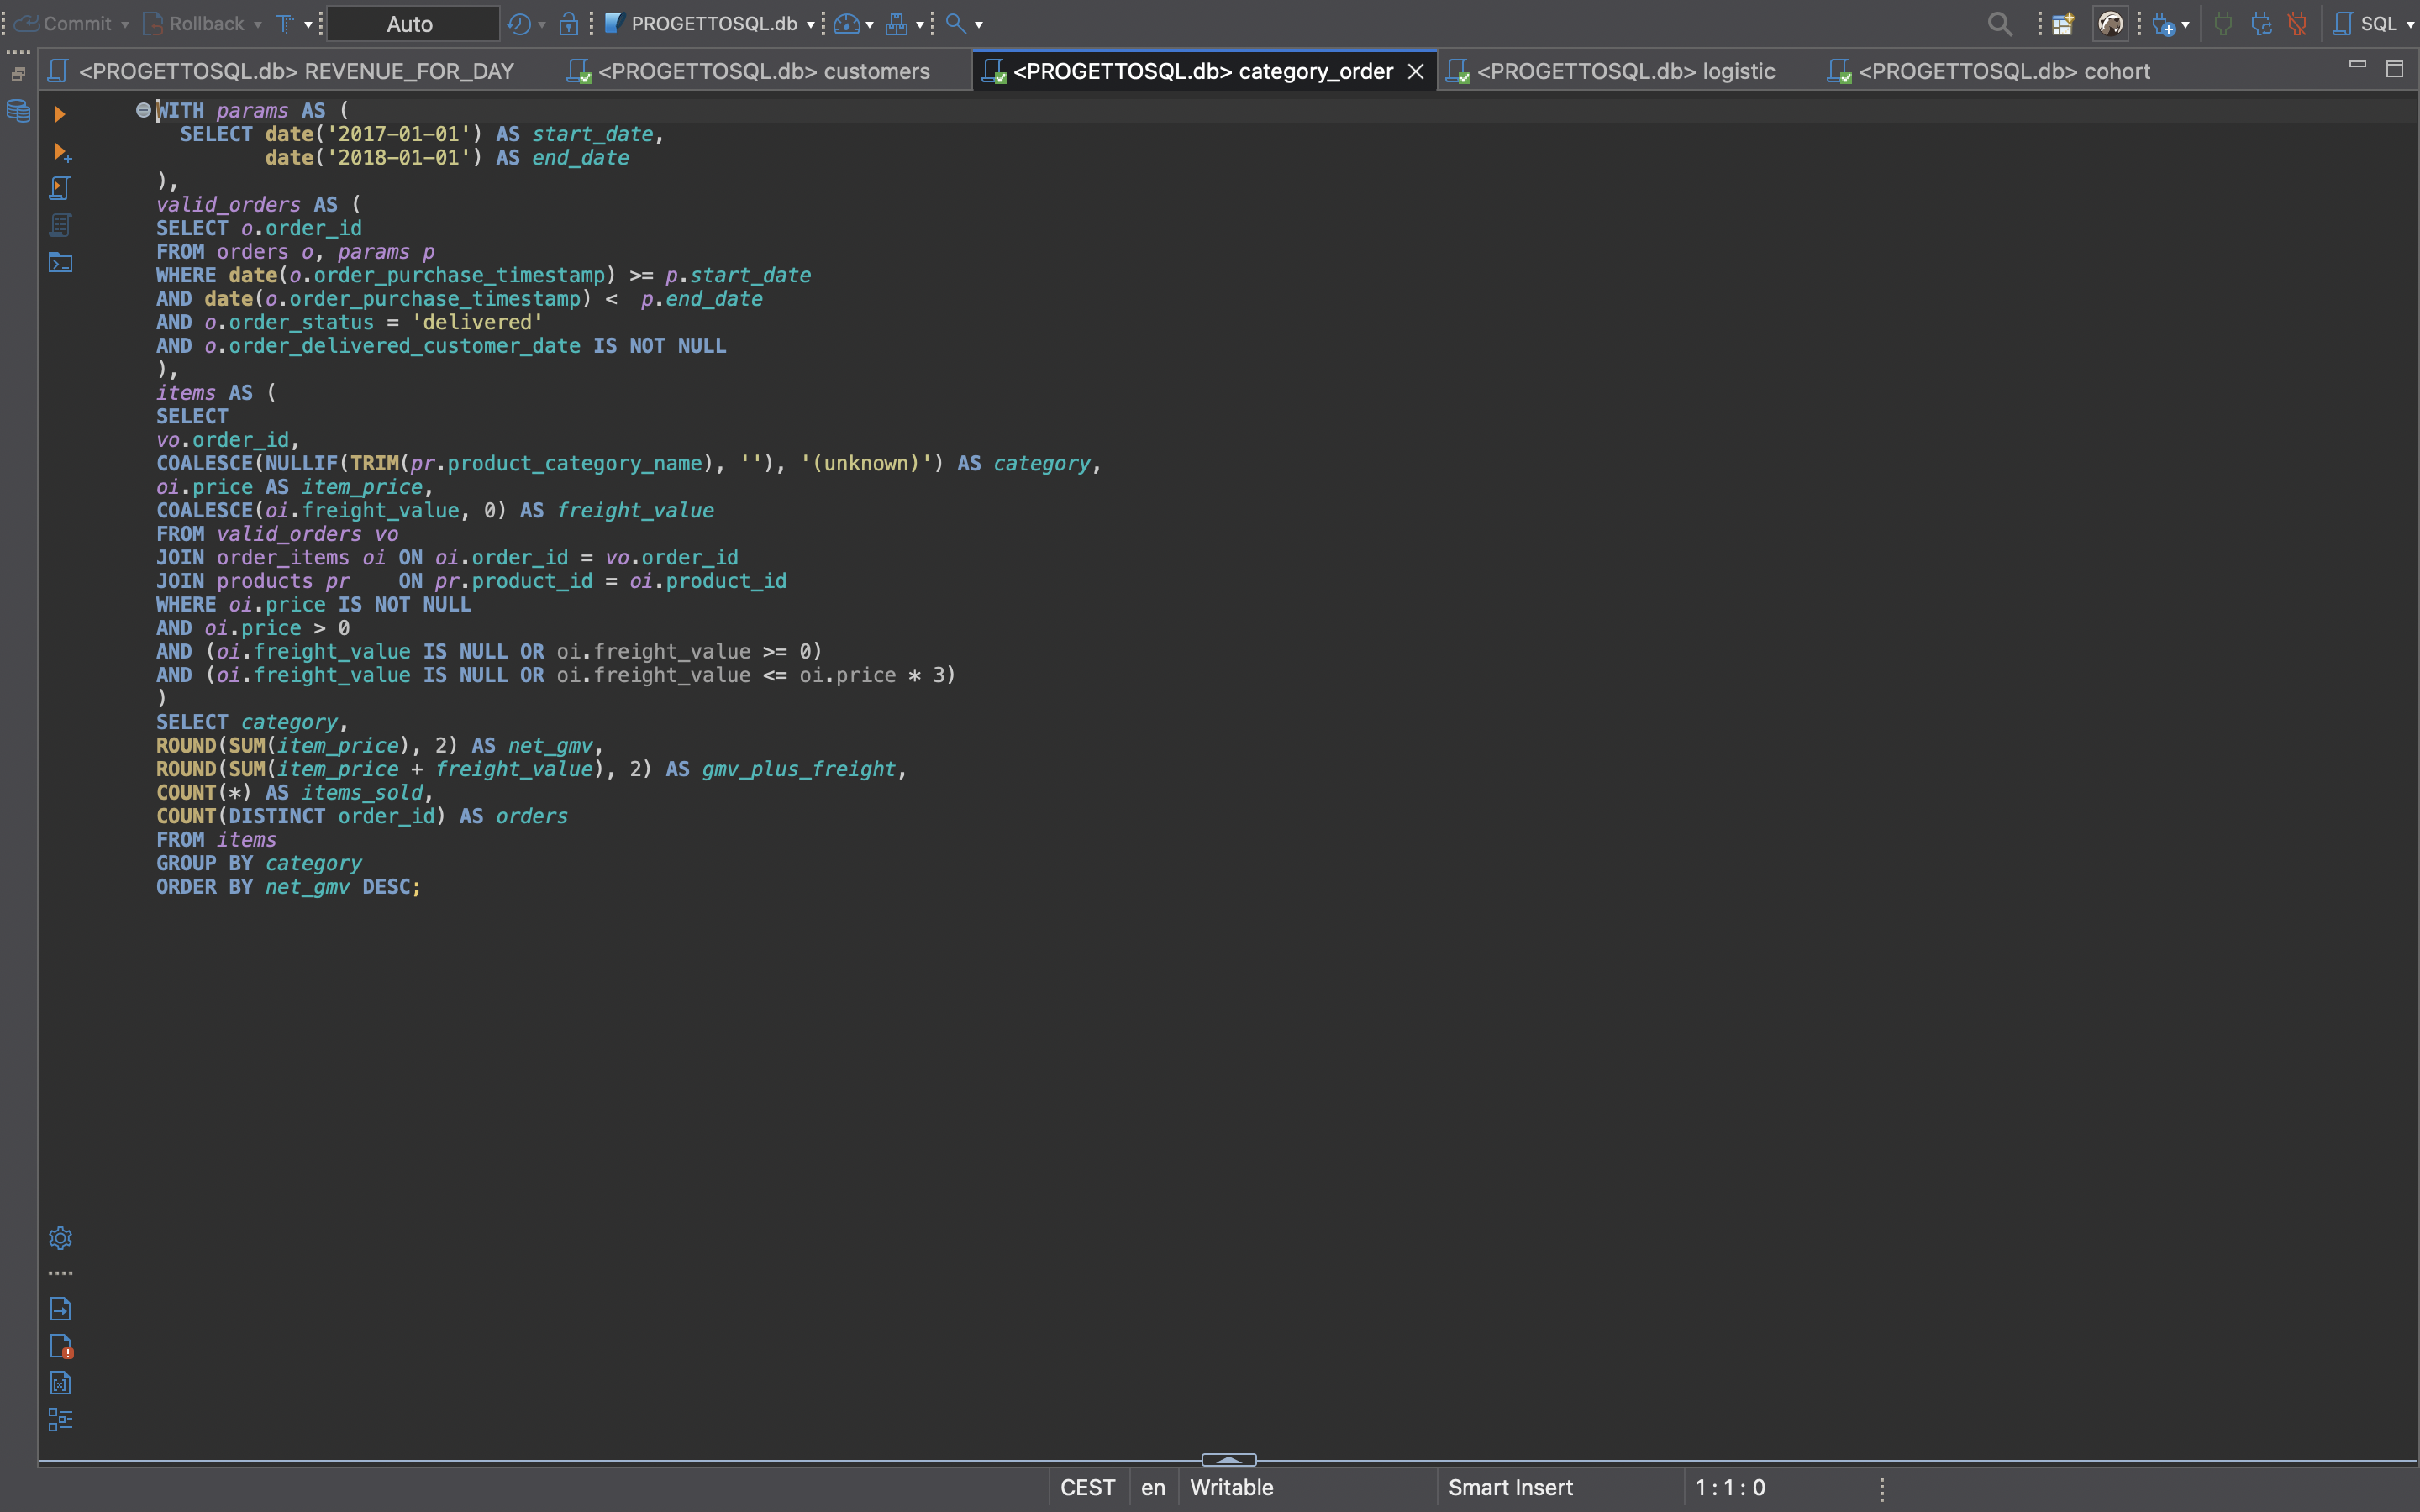 Commit Rollback Auto PROGETTOSQL.db SQL
<PROGETTOSQL.db> REVENUE_FOR_DAY <PROGETTOSQL.db> customers <PROGETTOSQL.db> category_order <PROGETTOSQL.db> logistic <PROGETTOSQL.db> cohort
WITH params AS (
SELECT date('2017-01-01') AS start_date,
date('2018-01-01') AS end_date
),
valid_orders AS (
SELECT o.order_id
FROM orders o, params p
WHERE date(o.order_purchase_timestamp) >= p.start_date
AND date(o.order_purchase_timestamp) <  p.end_date
AND o.order_status = 'delivered'
AND o.order_delivered_customer_date IS NOT NULL
),
items AS (
SELECT
vo.order_id,
COALESCE(NULLIF(TRIM(pr.product_category_name), ''), '(unknown)') AS category,
oi.price AS item_price,
COALESCE(oi.freight_value, 0) AS freight_value
FROM valid_orders vo
JOIN order_items oi ON oi.order_id = vo.order_id
JOIN products pr    ON pr.product_id = oi.product_id
WHERE oi.price IS NOT NULL
AND oi.price > 0
AND (oi.freight_value IS NULL OR oi.freight_value >= 0)
AND (oi.freight_value IS NULL OR oi.freight_value <= oi.price * 3)
)
SELECT category,
ROUND(SUM(item_price), 2) AS net_gmv,
ROUND(SUM(item_price + freight_value), 2) AS gmv_plus_freight,
COUNT(*) AS items_sold,
COUNT(DISTINCT order_id) AS orders
FROM items
GROUP BY category
ORDER BY net_gmv DESC;
CEST en Writable Smart Insert 1 : 1 : 0